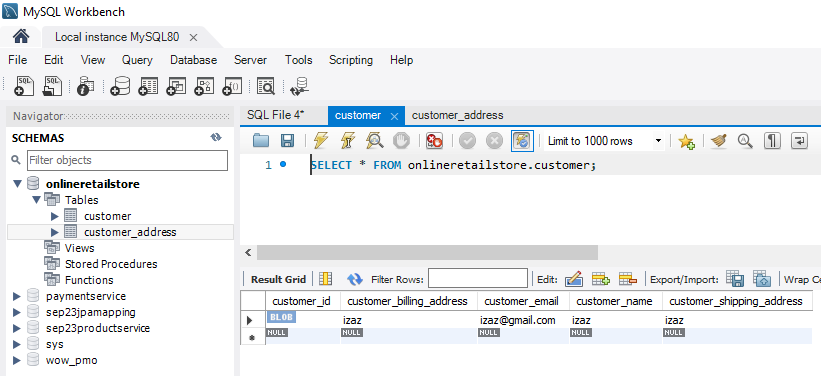 MySQL Workbench
Local instance MySQL80
File Edit View Query Database Server Tools Scripting Help
Navigator
SCHEMAS
Filter objects
onlineretailstore
Tables
customer
customer_address
Views
Stored Procedures
Functions
paymentservice
sep23jpamapping
sep23productservice
sys
wow_pmo
SQL File 4* customer customer_address
Limit to 1000 rows
1 SELECT * FROM onlineretailstore.customer;
Result Grid Filter Rows: Edit: Export/Import: Wrap Ce
customer_id customer_billing_address customer_email customer_name customer_shipping_address
BLOB izaz izaz@gmail.com izaz izaz
NULL NULL NULL NULL NULL